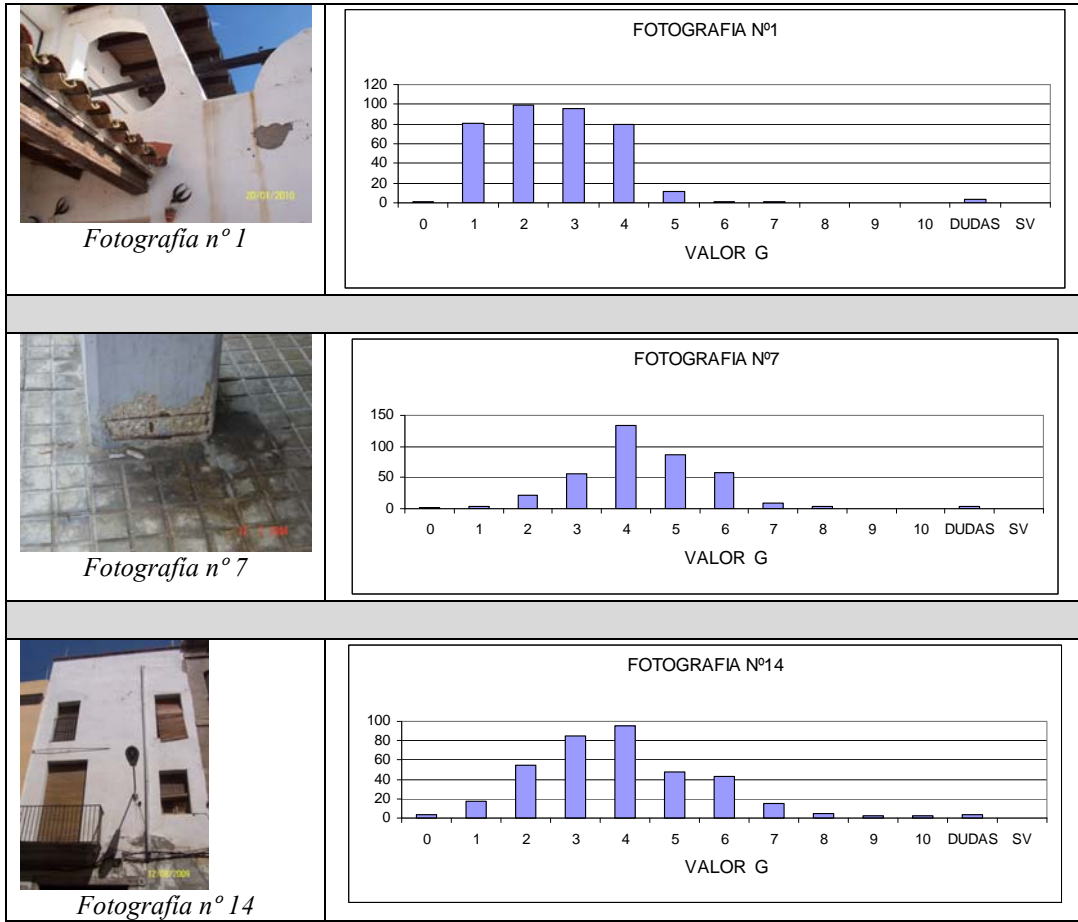 20/01/2010
Fotografía nº 1
FOTOGRAFIA Nº1
120
100
80
60
40
20
0
0 1 2 3 4 5 6 7 8 9 10 DUDAS SV
VALOR G
Fotografía nº 7
FOTOGRAFIA Nº7
150
100
50
0
0 1 2 3 4 5 6 7 8 9 10 DUDAS SV
VALOR G
Fotografía nº 14
FOTOGRAFIA Nº14
100
80
60
40
20
0
0 1 2 3 4 5 6 7 8 9 10 DUDAS SV
VALOR G